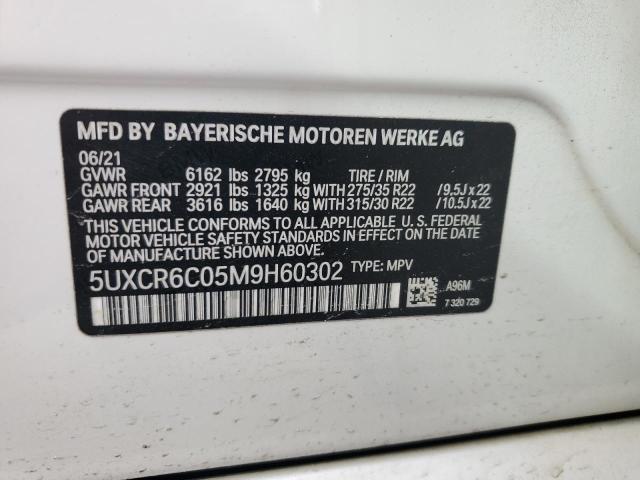 MFD BY BAYERISCHE MOTOREN WERKE AG
06/21
GVWR 6162 lbs 2795 kg TIRE / RIM
GAWR FRONT 2921 lbs 1325 kg WITH 275/35 R22 /9.5J x 22
GAWR REAR 3616 lbs 1640 kg WITH 315/30 R22 /10.5J x 22
THIS VEHICLE CONFORMS TO ALL APPLICABLE U. S. FEDERAL
MOTOR VEHICLE SAFETY STANDARDS IN EFFECT ON THE DATE
OF MANUFACTURE SHOWN ABOVE.
5UXCR6C05M9H60302 TYPE: MPV
A96M
7 320 729